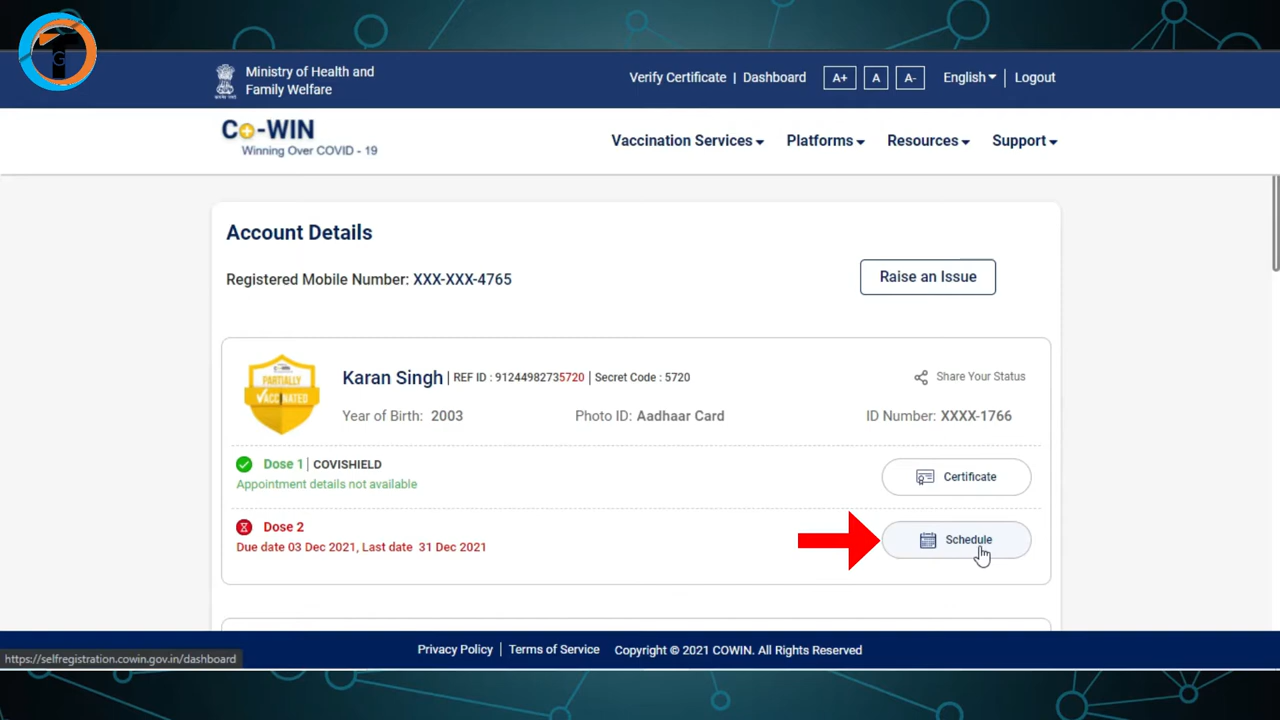 TG
Ministry of Health and
Family Welfare
Verify Certificate | Dashboard A+ A A- English | Logout
Co-WIN
Winning Over COVID - 19
Vaccination Services Platforms Resources Support
Account Details
Registered Mobile Number: XXX-XXX-4765
Raise an Issue
PARTIALLY
VACCINATED
Karan Singh | REF ID : 91244982735720 | Secret Code : 5720
Share Your Status
Year of Birth: 2003 Photo ID: Aadhaar Card ID Number: XXXX-1766
Dose 1 | COVISHIELD
Appointment details not available
Certificate
Dose 2
Due date 03 Dec 2021, Last date 31 Dec 2021
Schedule
Privacy Policy | Terms of Service Copyright © 2021 COWIN. All Rights Reserved
https://selfregistration.cowin.gov.in/dashboard